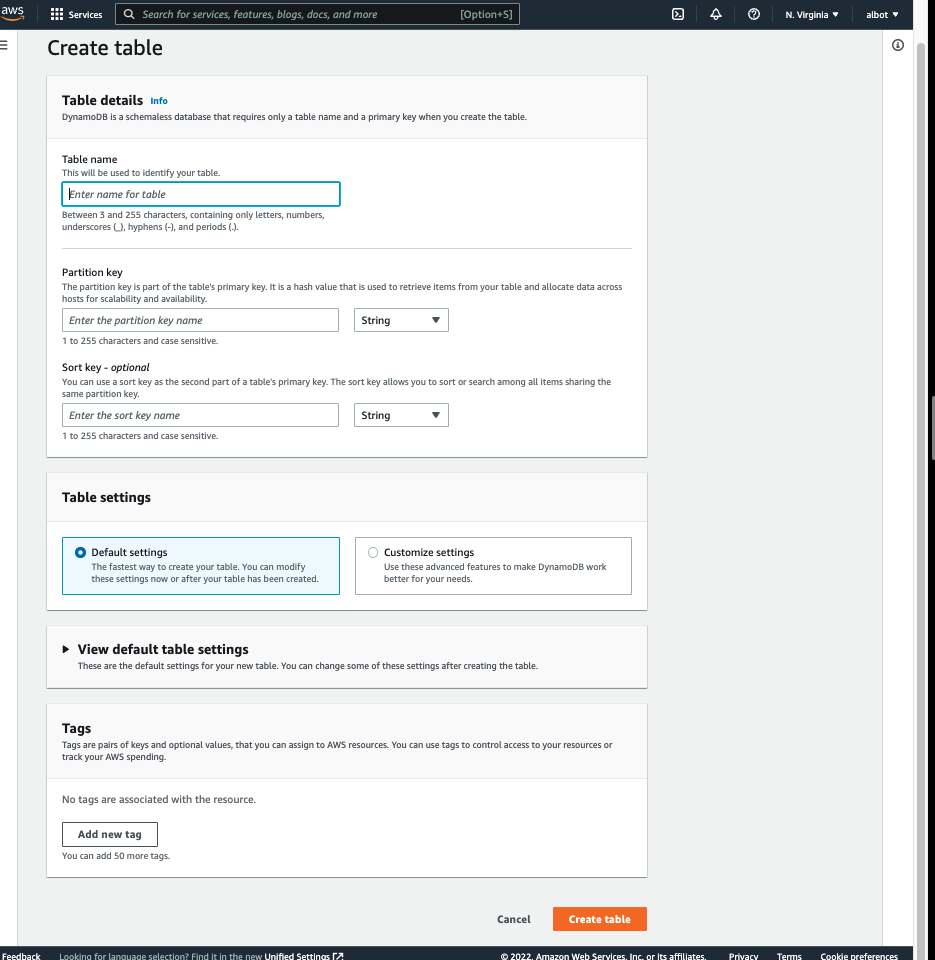 aws
Services
Search for services, features, blogs, docs, and more
[Option+S]
N. Virginia
albot
Create table
Table details Info
DynamoDB is a schemaless database that requires only a table name and a primary key when you create the table.
Table name
This will be used to identify your table.
Enter name for table
Between 3 and 255 characters, containing only letters, numbers,
underscores (_), hyphens (-), and periods (.).
Partition key
The partition key is part of the table's primary key. It is a hash value that is used to retrieve items from your table and allocate data across
hosts for scalability and availability.
Enter the partition key name
String
1 to 255 characters and case sensitive.
Sort key - optional
You can use a sort key as the second part of a table's primary key. The sort key allows you to sort or search among all items sharing the
same partition key.
Enter the sort key name
String
1 to 255 characters and case sensitive.
Table settings
Default settings
The fastest way to create your table. You can modify
these settings now or after your table has been created.
Customize settings
Use these advanced features to make DynamoDB work
better for your needs.
View default table settings
These are the default settings for your new table. You can change some of these settings after creating the table.
Tags
Tags are pairs of keys and optional values, that you can assign to AWS resources. You can use tags to control access to your resources or
track your AWS spending.
No tags are associated with the resource.
Add new tag
You can add 50 more tags.
Cancel
Create table
Feedback
Looking for language selection? Find it in the new Unified Settings
© 2022, Amazon Web Services, Inc. or its affiliates.
Privacy
Terms
Cookie preferences